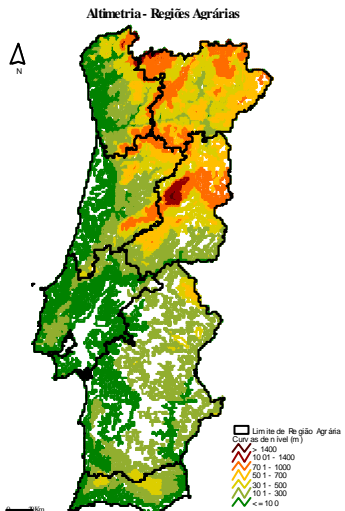 Altimetria - Regiões Agrárias
N
Limite de Região Agrária
Curvas de nível (m)
> 1400
1001 - 1400
701 - 1000
501 - 700
301 - 500
101 - 300
<= 100